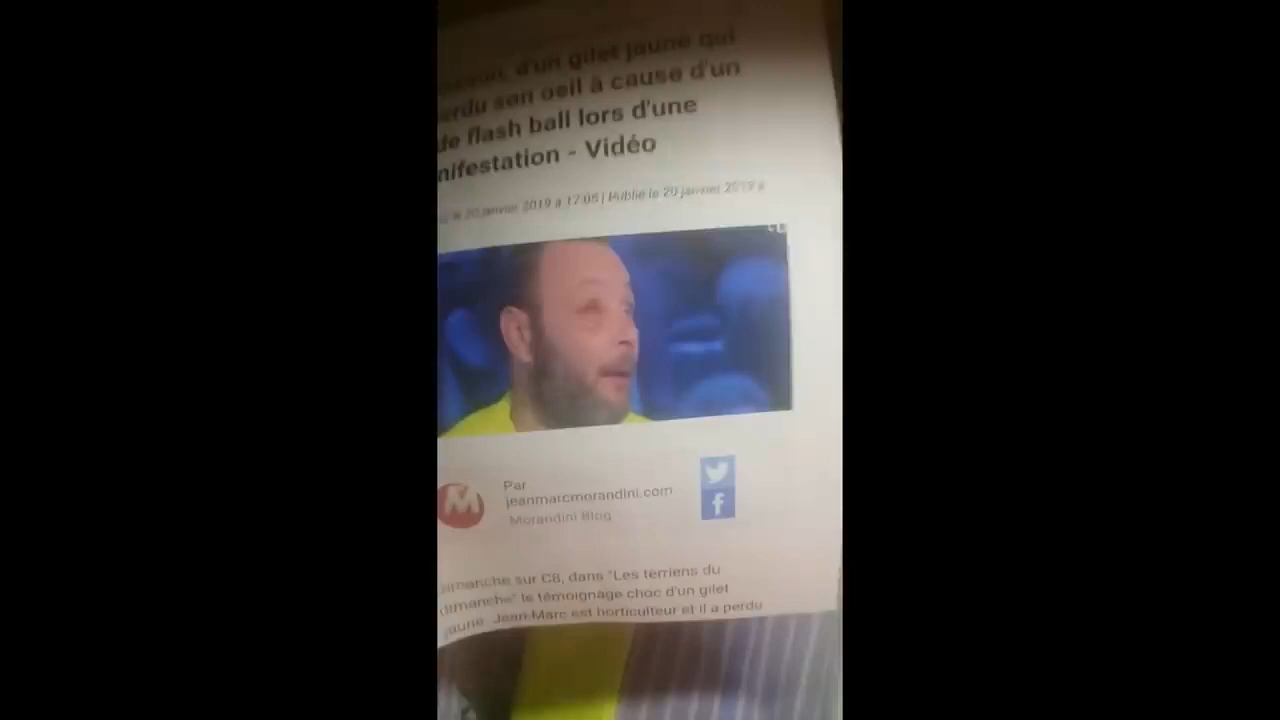 d'un gilet jaune qui
erdu son oeil à cause d'un
de flash ball lors d'une
nifestation - Vidéo
le 20 janvier 2019 à 17:05 | Publié le 20 janvier 2019 à
M
Par
jeanmarcmorandini.com
Morandini Blog
f
imanche sur C8, dans "Les terriens du
dimanche" le témoignage choc d'un gilet
jaune. Jean-Marc est horticulteur et il a perdu